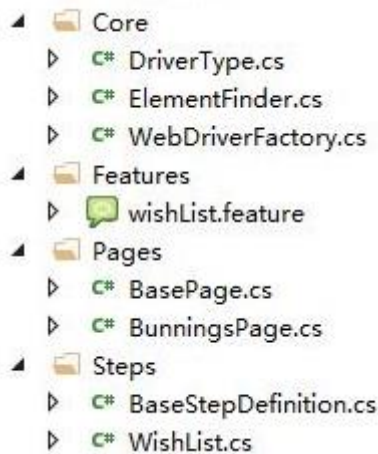 Core
C# DriverType.cs
C# ElementFinder.cs
C# WebDriverFactory.cs
Features
wishList.feature
Pages
C# BasePage.cs
C# BunningsPage.cs
Steps
C# BaseStepDefinition.cs
C# WishList.cs